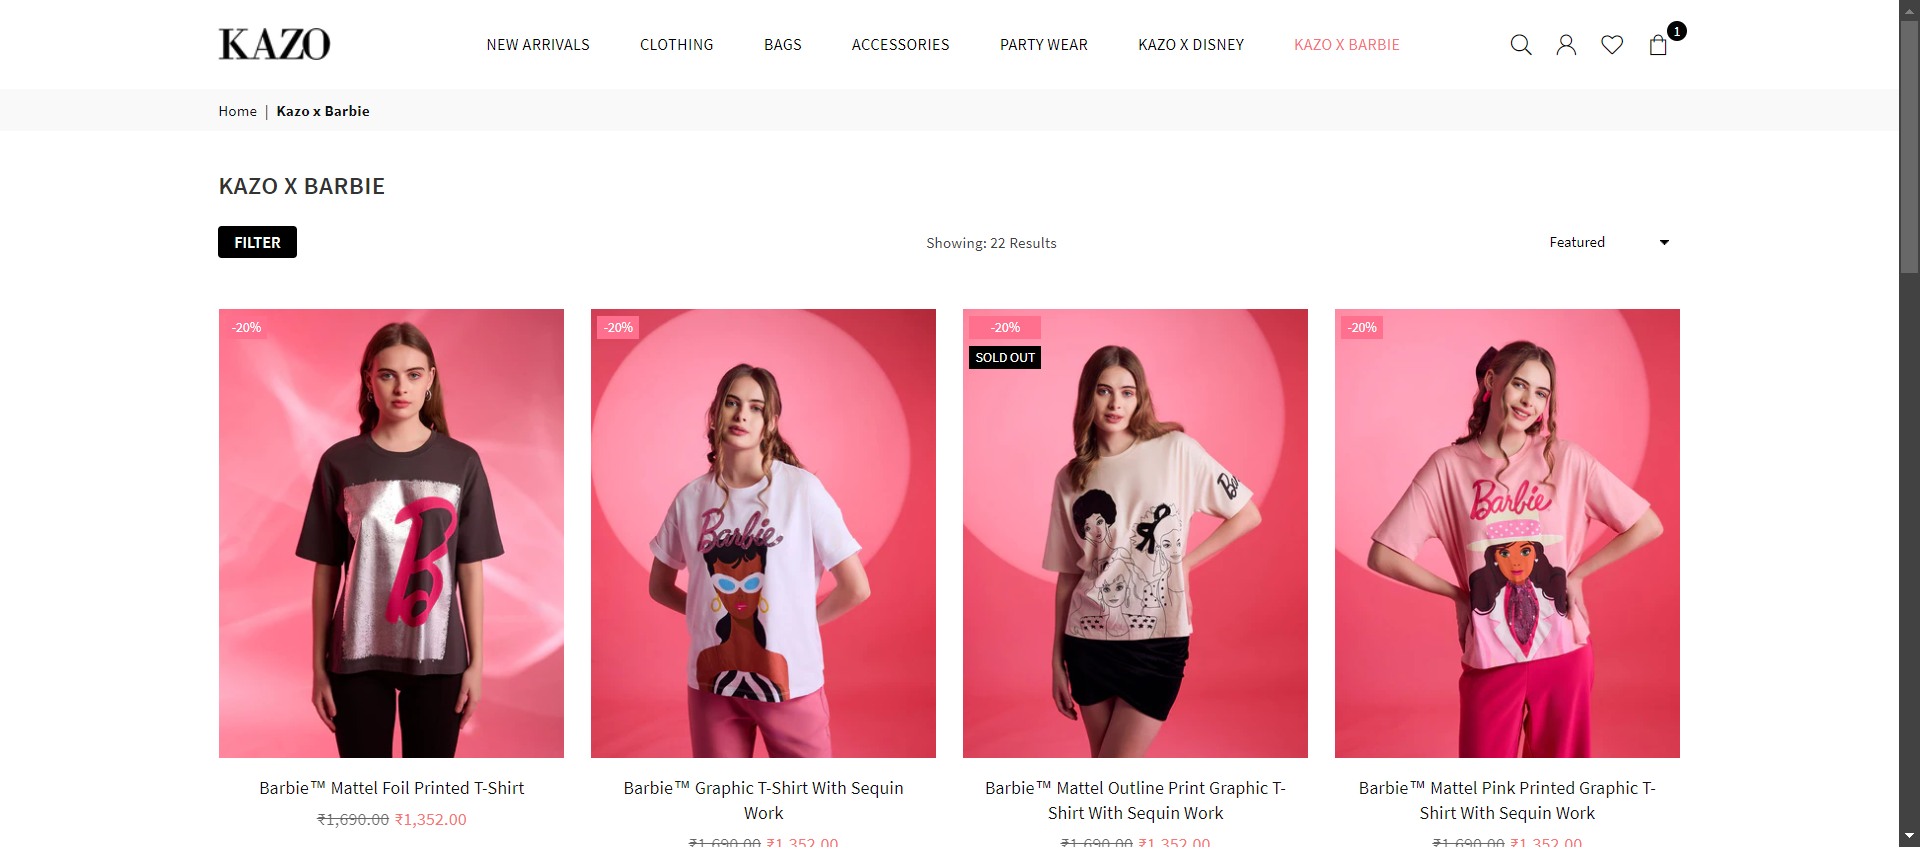 KAZO
NEW ARRIVALS
CLOTHING
BAGS
ACCESSORIES
PARTY WEAR
KAZO X DISNEY
KAZO X BARBIE
1
Home | Kazo x Barbie
KAZO X BARBIE
FILTER
Showing: 22 Results
Featured
-20%
B
Barbie™ Mattel Foil Printed T-Shirt
₹1,690.00 ₹1,352.00
-20%
Barbie
Barbie™ Graphic T-Shirt With Sequin
Work
₹1,690.00 ₹1,352.00
-20%
SOLD OUT
Barbie™ Mattel Outline Print Graphic T-
Shirt With Sequin Work
₹1,690.00 ₹1,352.00
-20%
Barbie
Barbie™ Mattel Pink Printed Graphic T-
Shirt With Sequin Work
₹1,690.00 ₹1,352.00